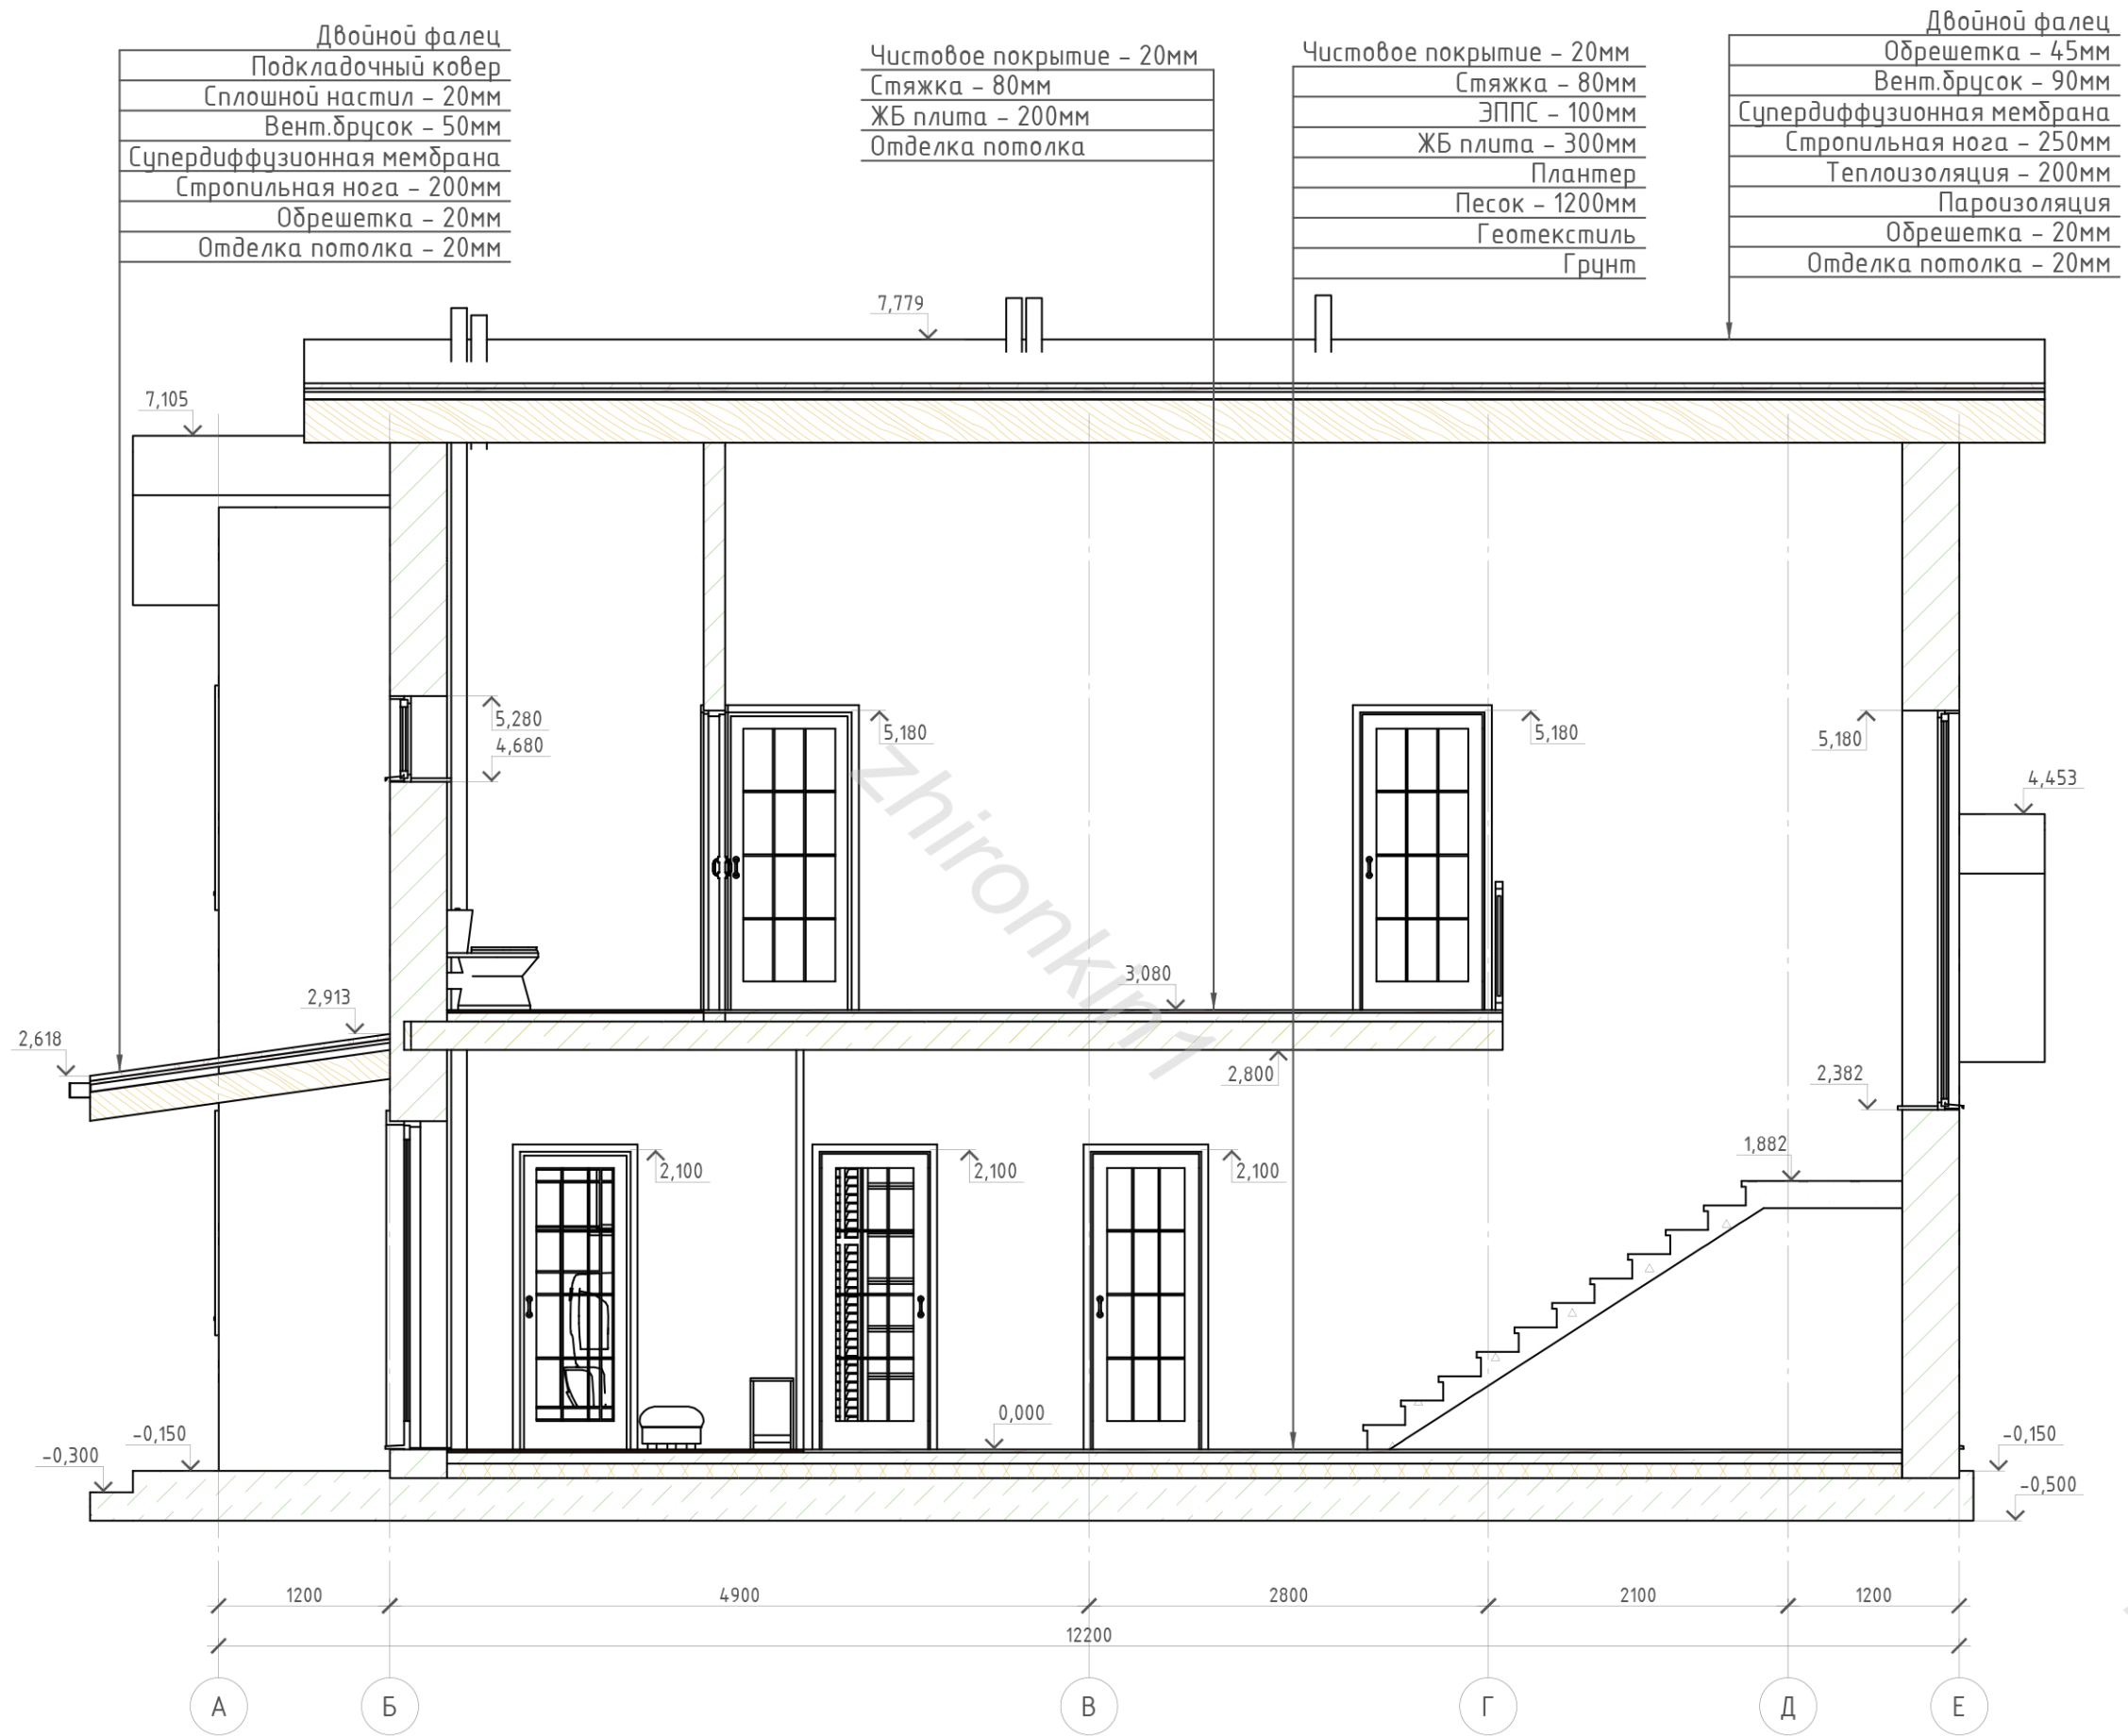 Двойной фалец
Подкладочный ковер
Сплошной настил – 20мм
Вент.брусок – 50мм
Супердиффузионная мембрана
Стропильная нога – 200мм
Обрешетка – 20мм
Отделка потолка – 20мм
Чистовое покрытие – 20мм
Стяжка – 80мм
ЖБ плита – 200мм
Отделка потолка
Чистовое покрытие – 20мм
Стяжка – 80мм
ЭППС – 100мм
ЖБ плита – 300мм
Плантер
Песок – 1200мм
Геотекстиль
Грунт
Двойной фалец
Обрешетка – 45мм
Вент.брусок – 90мм
Супердиффузионная мембрана
Стропильная нога – 250мм
Теплоизоляция – 200мм
Пароизоляция
Обрешетка – 20мм
Отделка потолка – 20мм
7,779
7,105
5,280
4,680
5,180
5,180
5,180
4,453
zhironkin1
3,080
2,913
2,618
2,800
2,382
1,882
2,100
2,100
2,100
0,000
-0,150
-0,300
-0,150
-0,500
1200
4900
2800
2100
1200
12200
А
Б
В
Г
Д
Е